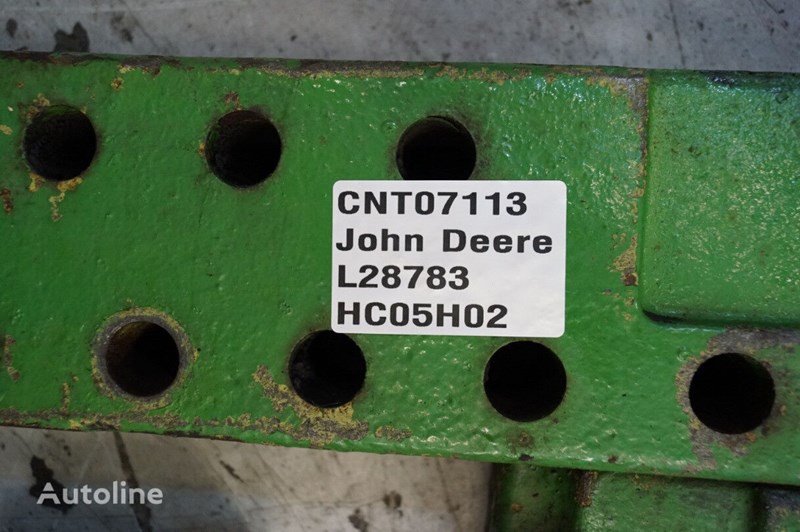 CNT07113
John Deere
L28783
HC05H02
Autoline